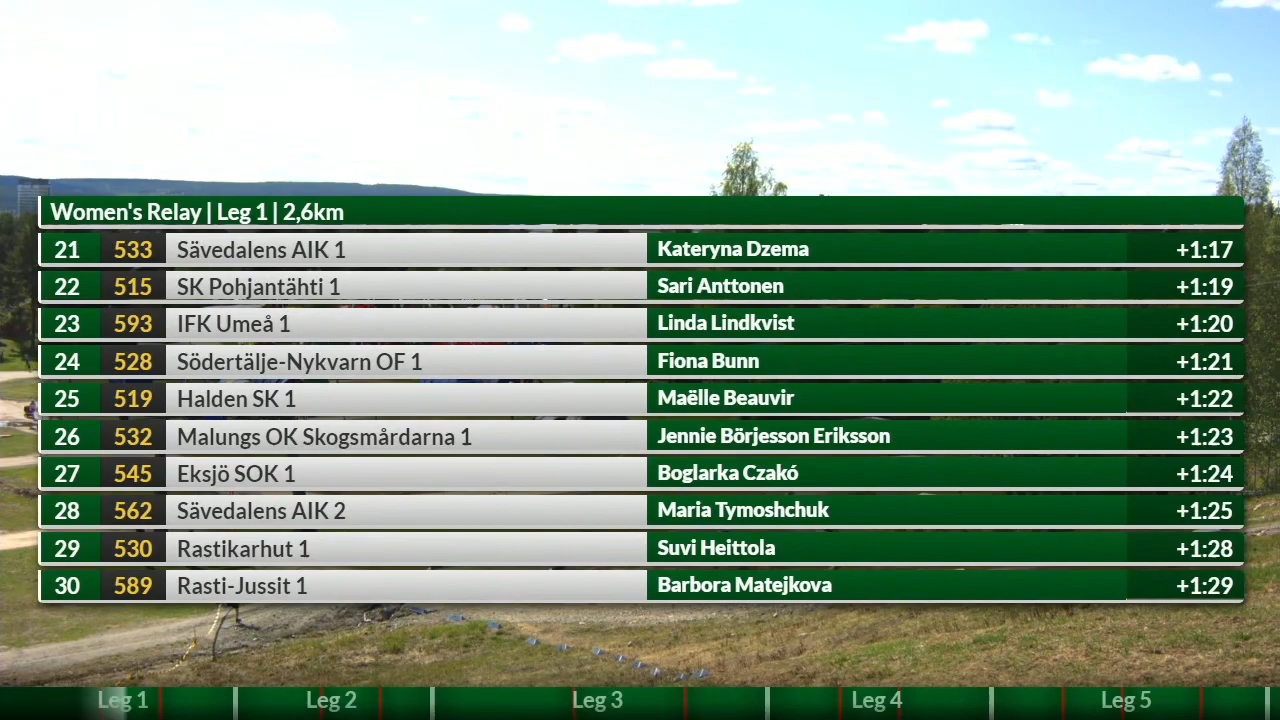 Women's Relay | Leg 1 | 2,6km
21 533 Sävedalens AIK 1 Kateryna Dzema +1:17
22 515 SK Pohjantähti 1 Sari Anttonen +1:19
23 593 IFK Umeå 1 Linda Lindkvist +1:20
24 528 Södertälje-Nykvarn OF 1 Fiona Bunn +1:21
25 519 Halden SK 1 Maëlle Beauvir +1:22
26 532 Malungs OK Skogsmårdarna 1 Jennie Börjesson Eriksson +1:23
27 545 Eksjö SOK 1 Boglarka Czakó +1:24
28 562 Sävedalens AIK 2 Maria Tymoshchuk +1:25
29 530 Rastikarhut 1 Suvi Heittola +1:28
30 589 Rasti-Jussit 1 Barbora Matejkova +1:29
Leg 1 Leg 2 Leg 3 Leg 4 Leg 5